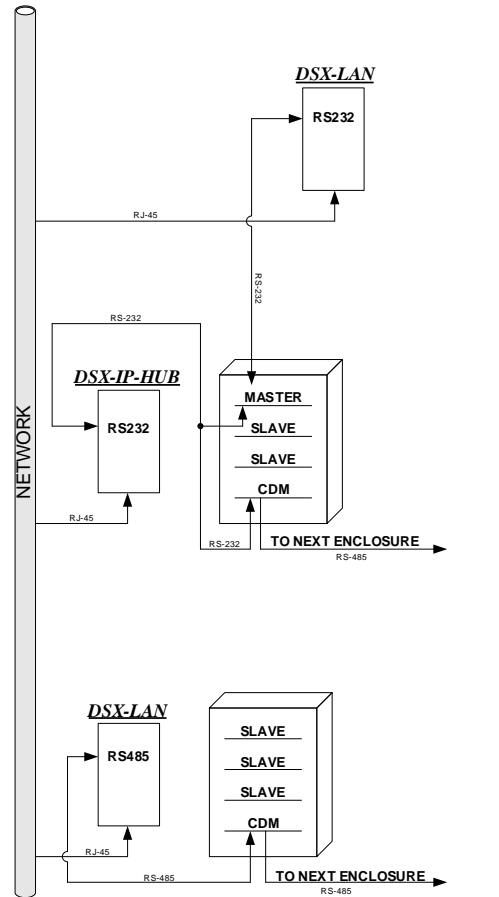 DSX-LAN
RS232
RJ-45
RS-232
RS-232
DSX-IP-HUB
RS232
MASTER
SLAVE
SLAVE
CDM
NETWORK
RJ-45
RS-232
TO NEXT ENCLOSURE
RS-485
DSX-LAN
RS485
SLAVE
SLAVE
SLAVE
CDM
RJ-45
RS-485
TO NEXT ENCLOSURE
RS-485